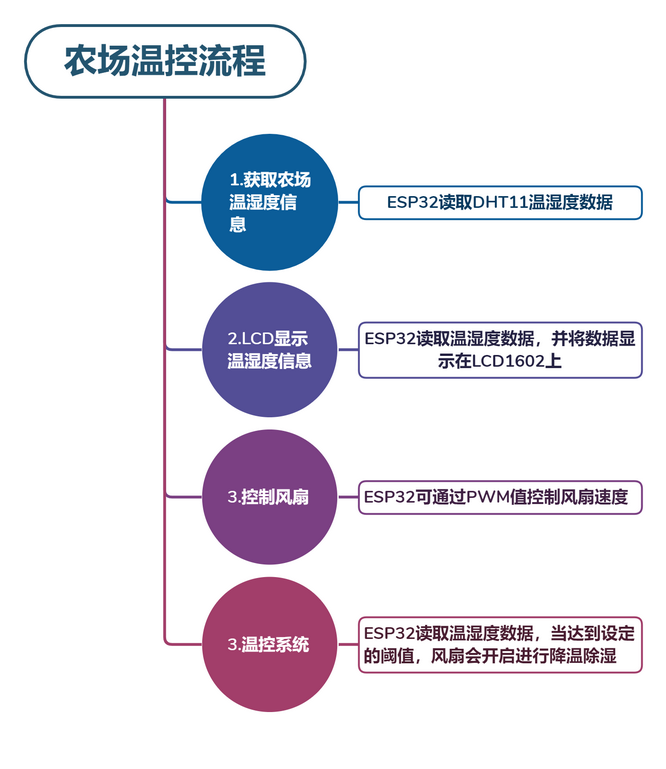 农场温控流程
1.获取农场
温湿度信
息
ESP32读取DHT11温湿度数据
2.LCD显示
温湿度信息
ESP32读取温湿度数据，并将数据显
示在LCD1602上
3.控制风扇
ESP32可通过PWM值控制风扇速度
3.温控系统
ESP32读取温湿度数据，当达到设定
的阈值，风扇会开启进行降温除湿